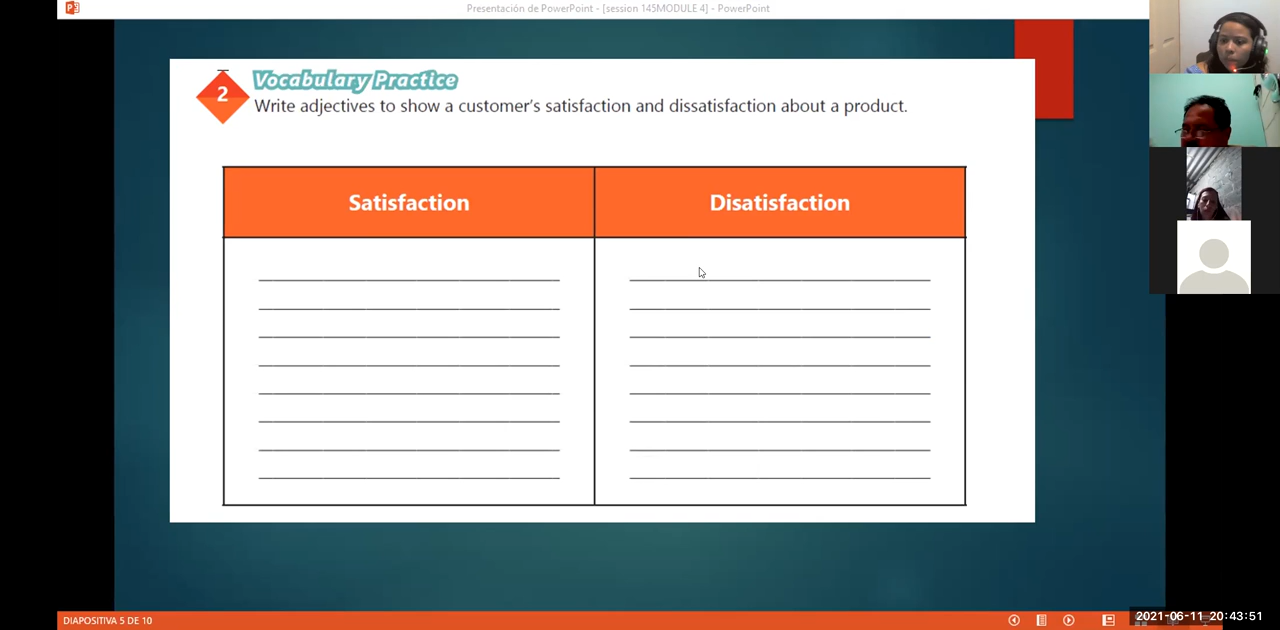 Presentación de PowerPoint - [session 145MODULE 4] - PowerPoint
2
Vocabulary Practice
Write adjectives to show a customer's satisfaction and dissatisfaction about a product.
Satisfaction
Disatisfaction
DIAPOSITIVA 5 DE 10
2021-06-11 20:43:51